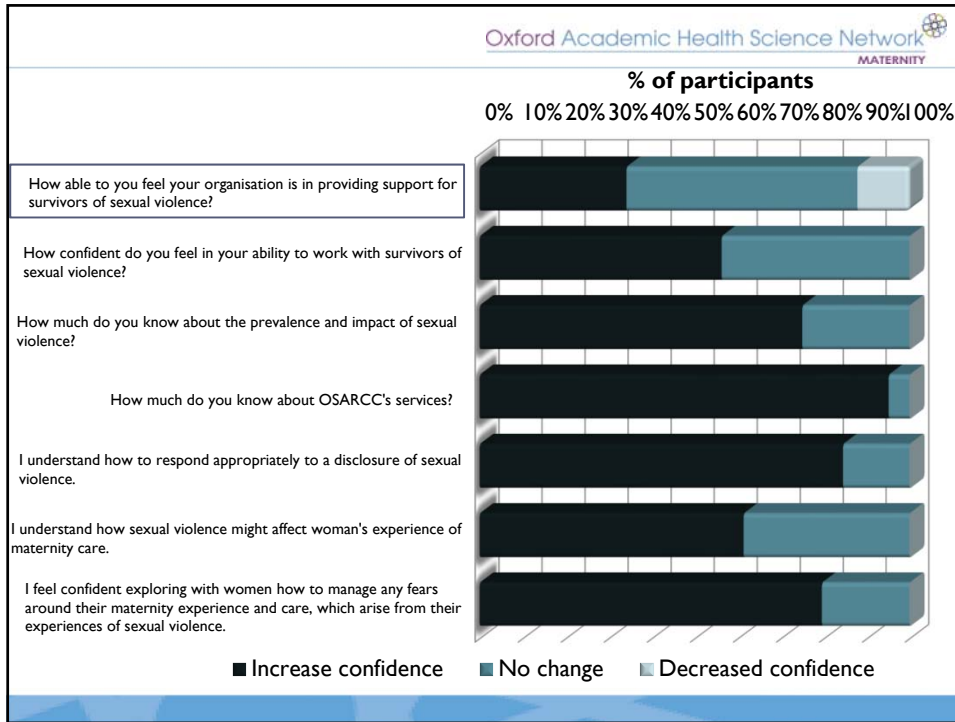 Oxford Academic Health Science Network
MATERNITY
% of participants
0% 10% 20% 30% 40% 50% 60% 70% 80% 90% 100%
How able to you feel your organisation is in providing support for
survivors of sexual violence?
How confident do you feel in your ability to work with survivors of
sexual violence?
How much do you know about the prevalence and impact of sexual
violence?
How much do you know about OSARCC's services?
I understand how to respond appropriately to a disclosure of sexual
violence.
I understand how sexual violence might affect woman's experience of
maternity care.
I feel confident exploring with women how to manage any fears
around their maternity experience and care, which arise from their
experiences of sexual violence.
Increase confidence No change Decreased confidence